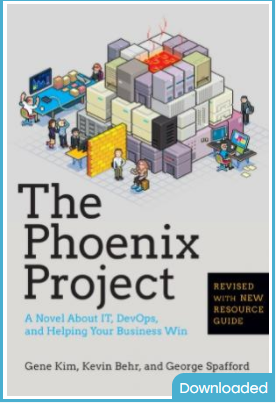 The
Phoenix
Project
A Novel About IT, DevOps,
and Helping Your Business Win
REVISED
WITH NEW
RESOURCE
GUIDE
Gene Kim, Kevin Behr, and George Spafford
Downloaded